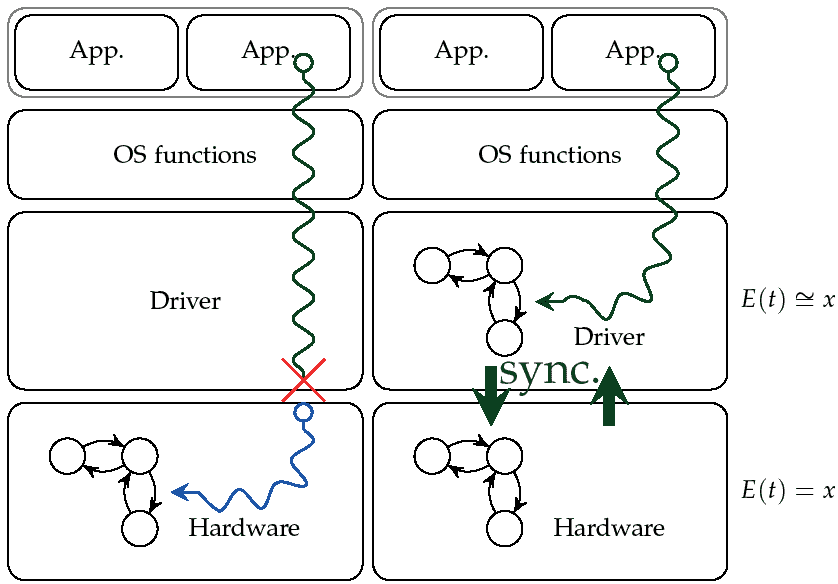 App. App. App. App.
OS functions OS functions
Driver E(t) ≅ x
Driver
sync.
E(t) = x
Hardware Hardware